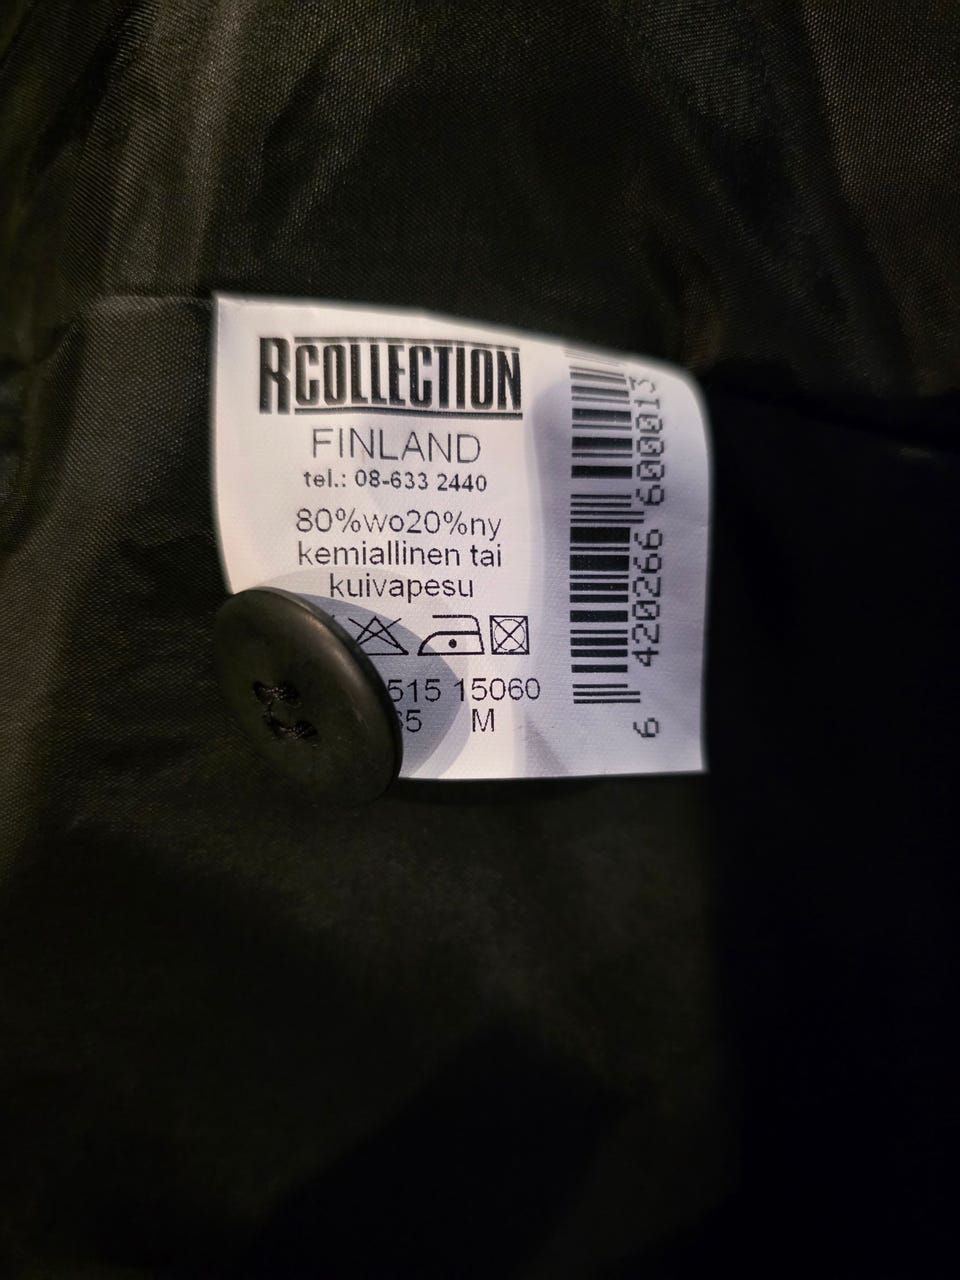 RCOLLECTION
FINLAND
tel.: 08-633 2440
80%wo20%ny
kemiallinen tai
kuivapesu
515 15060
M
6 420266 600013